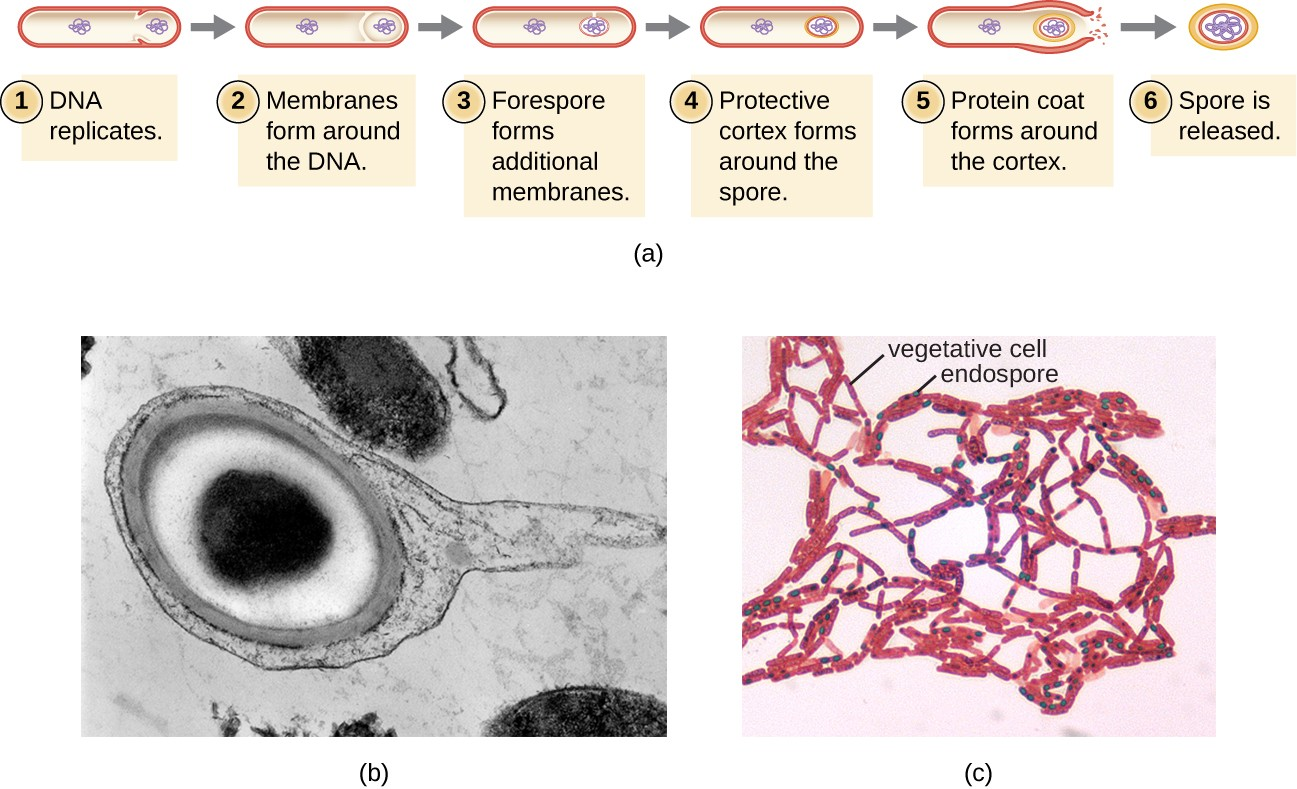 1 DNA
replicates.
2 Membranes
form around
the DNA.
3 Forespore
forms
additional
membranes.
4 Protective
cortex forms
around the
spore.
5 Protein coat
forms around
the cortex.
6 Spore is
released.
(a)
vegetative cell
endospore
(b)
(c)